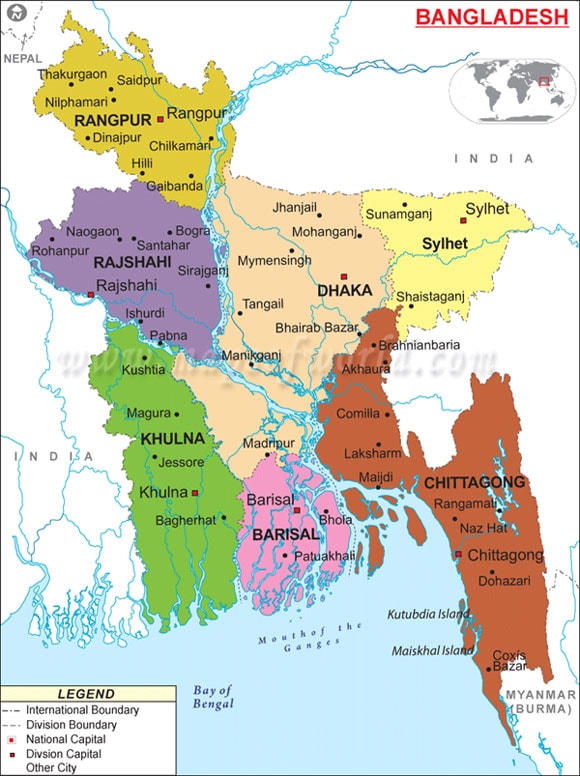 BANGLADESH
N
NEPAL
Thakurgaon
Saidpur
Nilphamari
RANGPUR
Rangpur
Dinajpur
Chilkamari
Hilli
Gaibanda
INDIA
Jhanjail
Sunamganj
Sylhet
Mohanganj
Sylhet
Naogaon
Bogra
Rohanpur
Santahar
RAJSHAHI
Sirajganj
Mymensingh
DHAKA
Rajshahi
Tangail
Shaistaganj
Ishurdi
Bhairab Bazar
Pabna
Brahnianbaria
www.mapsofworld.com
Manikganj
Kushtia
Akhaura
Magura
Comilla
KHULNA
Madripur
Laksharm
INDIA
Jessore
Maijdi
CHITTAGONG
Khulna
Barisal
Rangamali
Bagherhat
Bhola
Naz Hat
BARISAL
Patuakhali
Chittagong
Dohazari
Kutubdia Island
Mouth of the
Ganges
Maiskhal Island
Coxís
Bazar
Bay of
Bengal
MYANMAR
(BURMA)
LEGEND
International Boundary
Division Boundary
National Capital
Divsion Capital
Other City